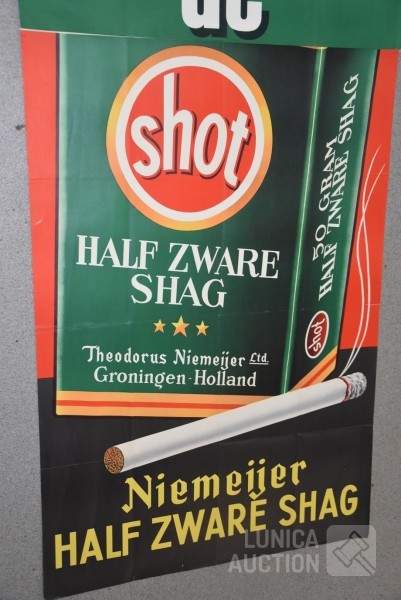 de
shot
HALF ZWARE
SHAG
Theodorus Niemeijer Ltd.
Groningen-Holland
50 GRAM
HALF ZWARE SHAG
shot
Niemeijer
HALF ZWARE SHAG
LUNICA
AUCTION